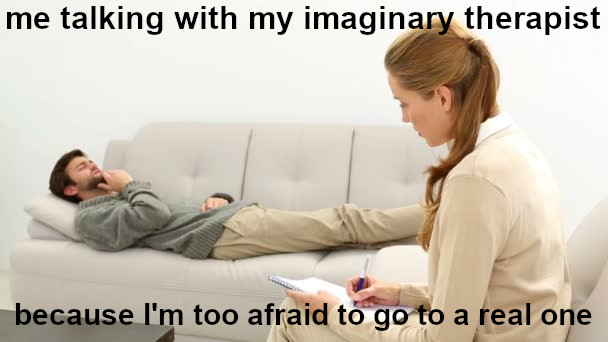 me talking with my imaginary therapist
because I'm too afraid to go to a real one